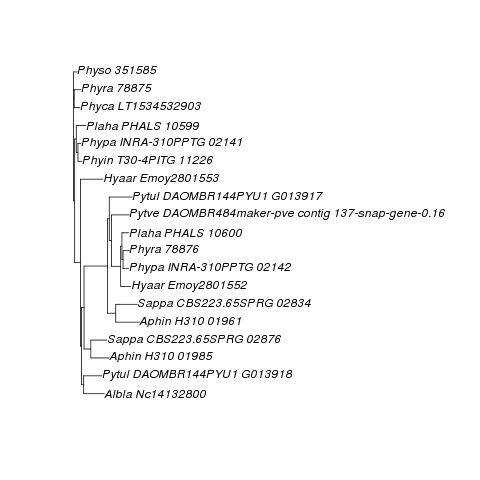 Physo 351585
Phyra 78875
Phyca LT1534532903
Plaha PHALS 10599
Phypa INRA-310PPTG 02141
Phyin T30-4PITG 11226
Hyaar Emoy2801553
Pytul DAOMBR144PYU1 G013917
Pytve DAOMBR484maker-pve contig 137-snap-gene-0.16
Plaha PHALS 10600
Phyra 78876
Phypa INRA-310PPTG 02142
Hyaar Emoy2801552
Sappa CBS223.65SPRG 02834
Aphin H310 01961
Sappa CBS223.65SPRG 02876
Aphin H310 01985
Pytul DAOMBR144PYU1 G013918
Albla Nc14132800